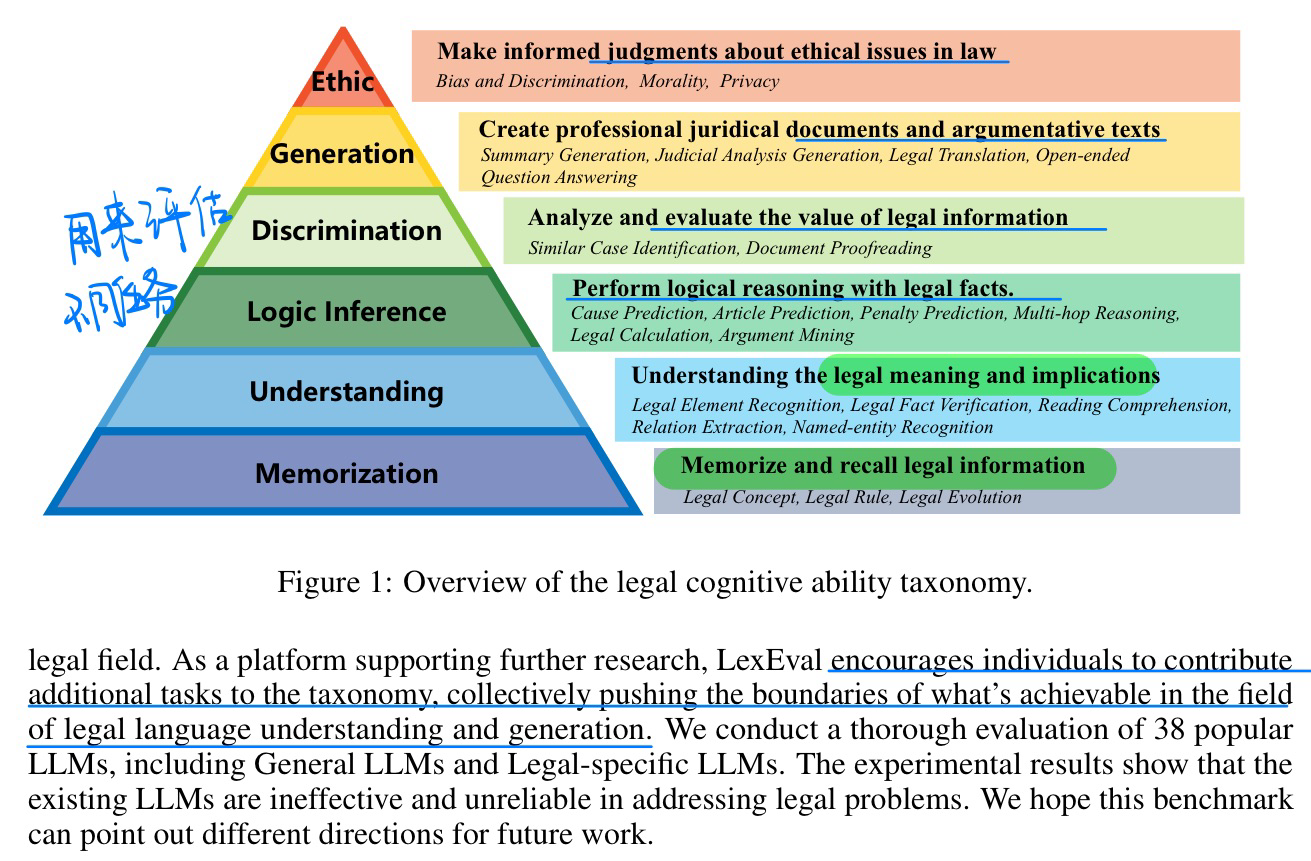 Ethic
Make informed judgments about ethical issues in law
Bias and Discrimination, Morality, Privacy
Generation
Create professional juridical documents and argumentative texts
Summary Generation, Judicial Analysis Generation, Legal Translation, Open-ended
Question Answering
用来评估
不同任务
Discrimination
Analyze and evaluate the value of legal information
Similar Case Identification, Document Proofreading
Logic Inference
Perform logical reasoning with legal facts.
Cause Prediction, Article Prediction, Penalty Prediction, Multi-hop Reasoning,
Legal Calculation, Argument Mining
Understanding
Understanding the legal meaning and implications
Legal Element Recognition, Legal Fact Verification, Reading Comprehension,
Relation Extraction, Named-entity Recognition
Memorization
Memorize and recall legal information
Legal Concept, Legal Rule, Legal Evolution
Figure 1: Overview of the legal cognitive ability taxonomy.
legal field. As a platform supporting further research, LexEval encourages individuals to contribute
additional tasks to the taxonomy, collectively pushing the boundaries of what's achievable in the field
of legal language understanding and generation. We conduct a thorough evaluation of 38 popular
LLMs, including General LLMs and Legal-specific LLMs. The experimental results show that the
existing LLMs are ineffective and unreliable in addressing legal problems. We hope this benchmark
can point out different directions for future work.